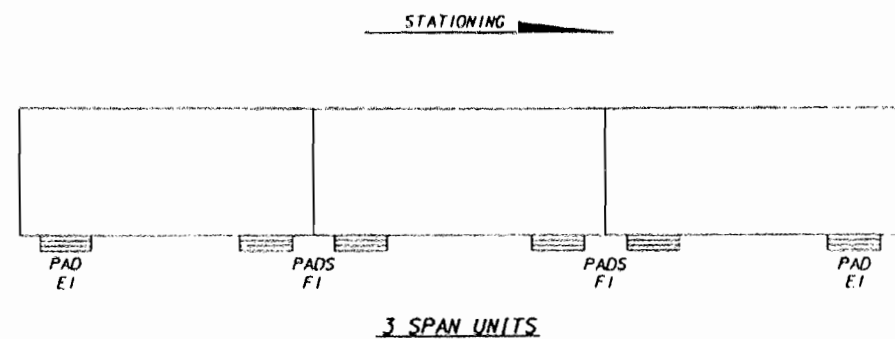 STATIONING
PAD
E1
PADS
F1
PADS
F1
PAD
E1
3 SPAN UNITS